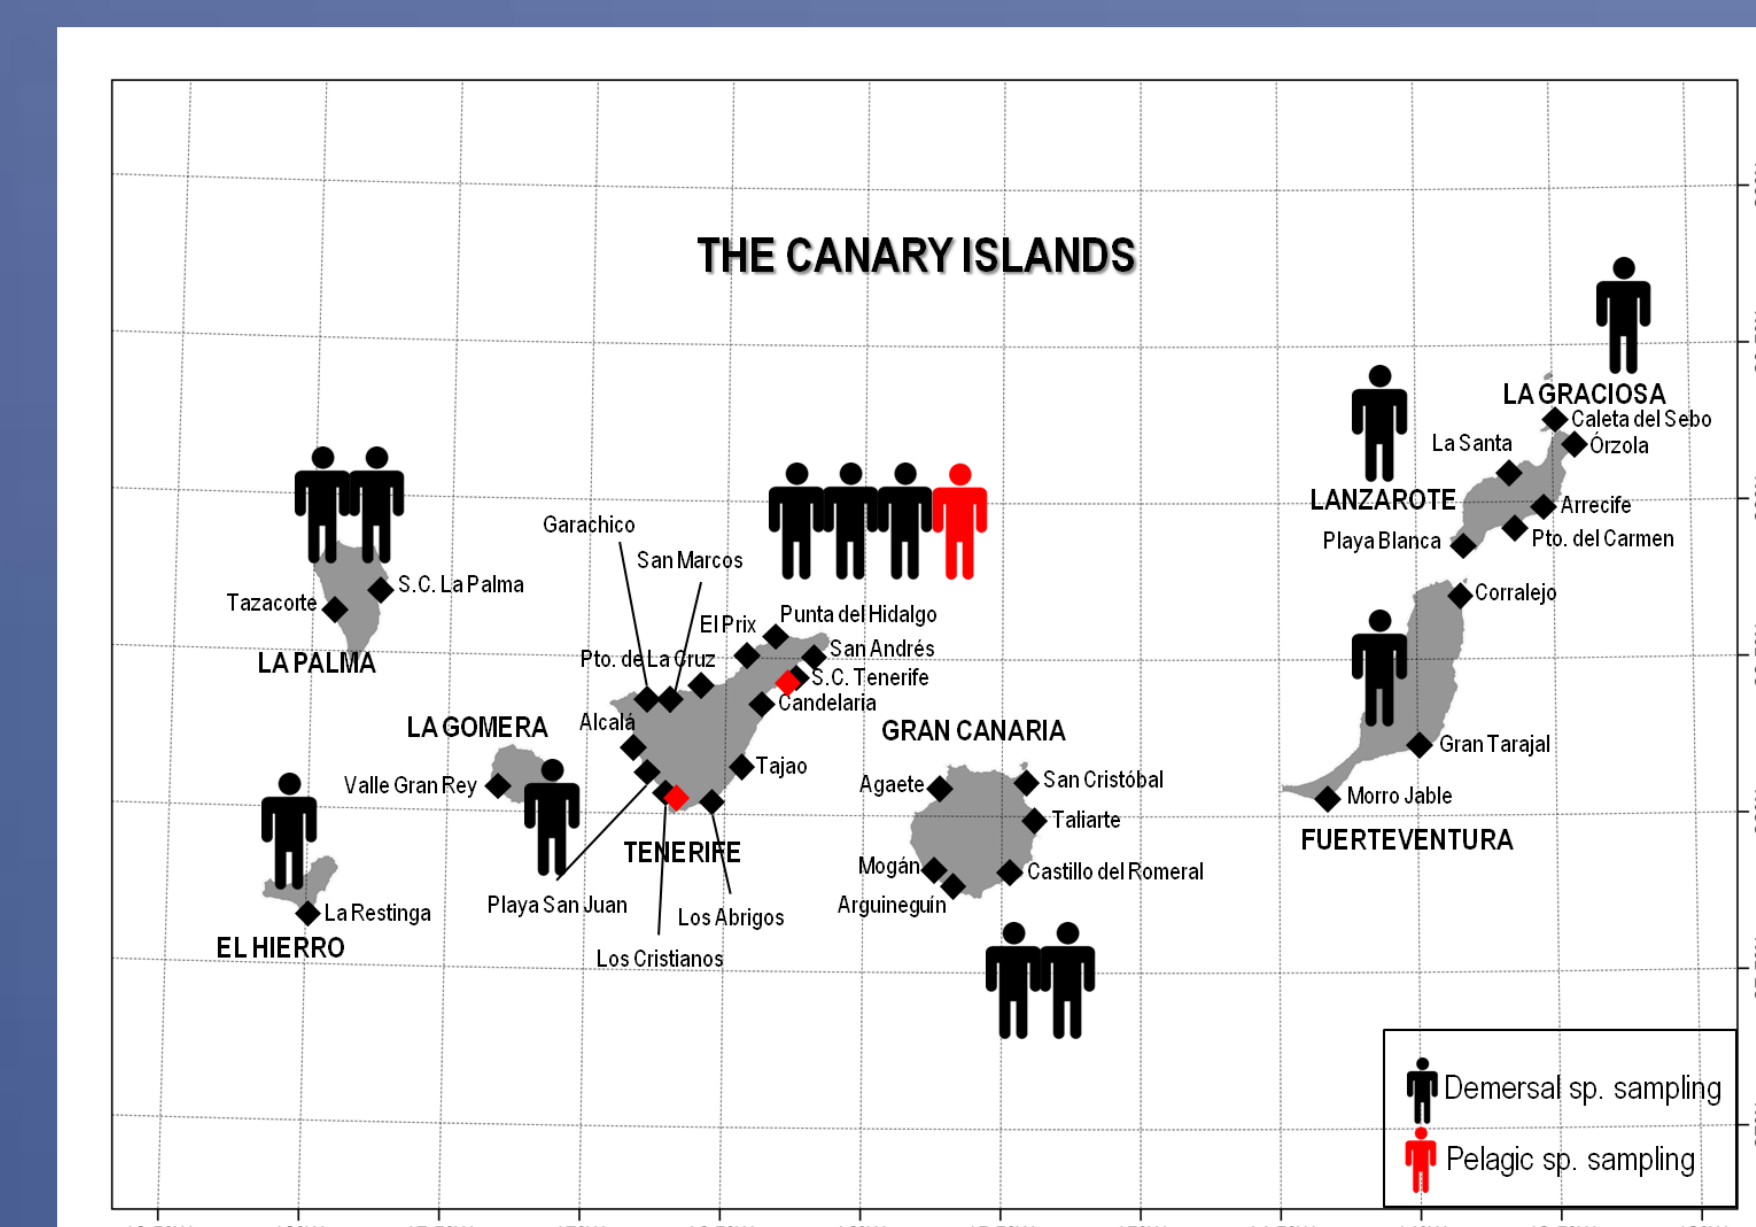 THE CANARY ISLANDS
LA GRACIOSA
Caleta del Sebo
La Santa
Órzola
LANZAROTE
Arrecife
Playa Blanca
Pto. del Carmen
Garachico
San Marcos
S.C. La Palma
Tazacorte
LA PALMA
Corralejo
El Prix
Punta del Hidalgo
Pto. de La Cruz
San Andrés
S.C. Tenerife
Candelaria
Alcalá
LA GOMERA
GRAN CANARIA
Gran Tarajal
Valle Gran Rey
Tajao
Agaete
San Cristóbal
Morro Jable
Taliarte
FUERTEVENTURA
TENERIFE
Mogán
Castillo del Romeral
Playa San Juan
Los Abrigos
Arguineguín
La Restinga
EL HIERRO
Los Cristianos
Demersal sp. sampling
Pelagic sp. sampling